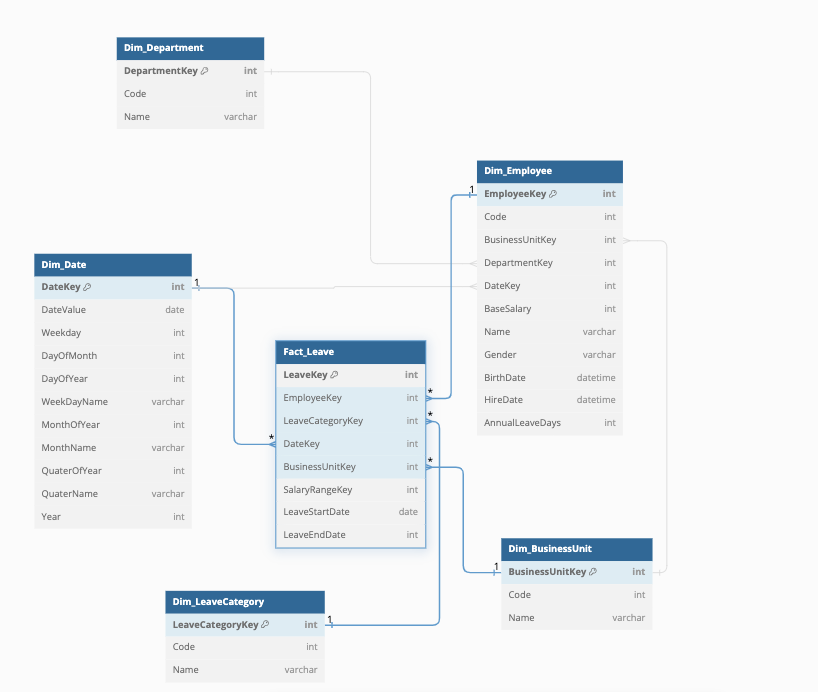 Dim_Department
DepartmentKey int
Code int
Name varchar
Dim_Employee
1
EmployeeKey int
Code int
BusinessUnitKey int
DepartmentKey int
DateKey int
BaseSalary int
Name varchar
Gender varchar
BirthDate datetime
HireDate datetime
AnnualLeaveDays int
Dim_Date
DateKey int
1
DateValue date
Weekday int
DayOfMonth int
DayOfYear int
WeekDayName varchar
MonthOfYear int
MonthName varchar
QuaterOfYear int
QuaterName varchar
Year int
Fact_Leave
LeaveKey int
EmployeeKey int
*
LeaveCategoryKey int
*
*
DateKey int
BusinessUnitKey int
*
SalaryRangeKey int
LeaveStartDate date
LeaveEndDate int
Dim_BusinessUnit
1
BusinessUnitKey int
Code int
Name varchar
Dim_LeaveCategory
LeaveCategoryKey int
1
Code int
Name varchar